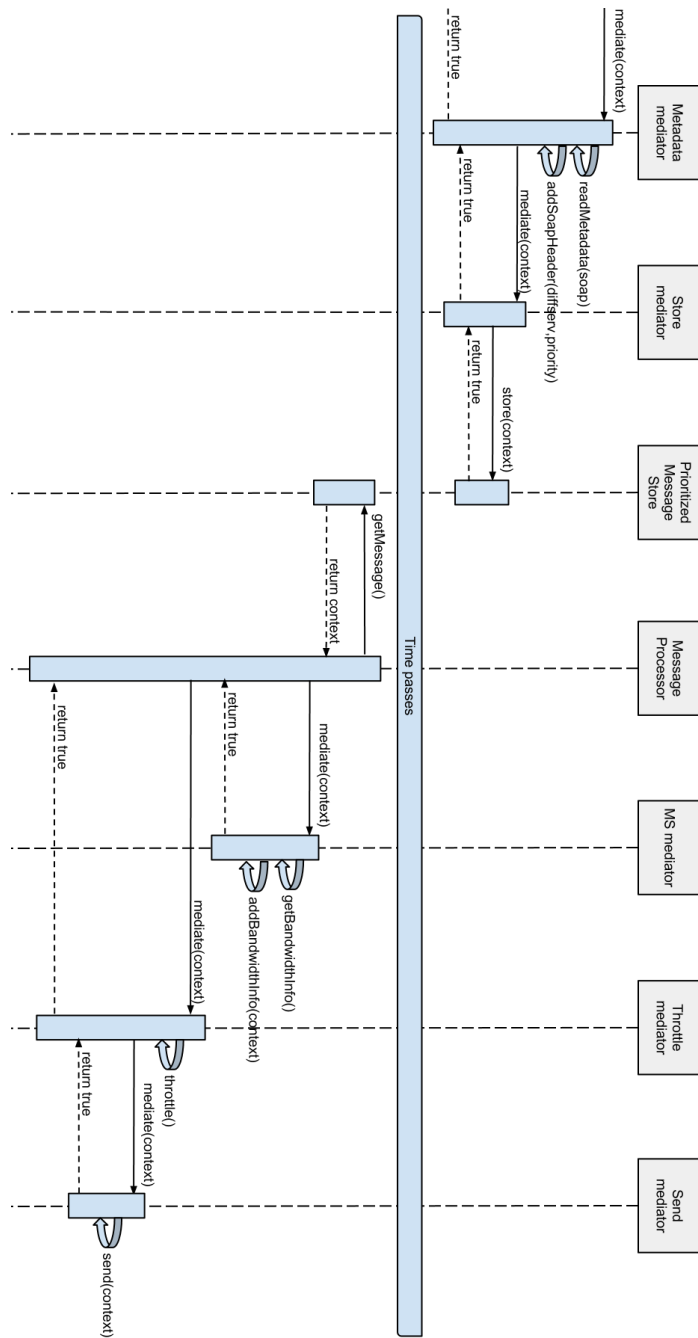 Metadata
mediator
Store
mediator
Prioritized
Message
Store
Message
Processor
MS mediator
Throttle
mediator
Send
mediator
mediate(context)
readMetadata(soap)
addSoapHeader(diffserv,priority)
mediate(context)
store(context)
return true
return true
return true
Time passes
getMessage()
return context
mediate(context)
getBandwidthInfo()
addBandwidthInfo(context)
return true
mediate(context)
throttle()
mediate(context)
send(context)
return true
return true